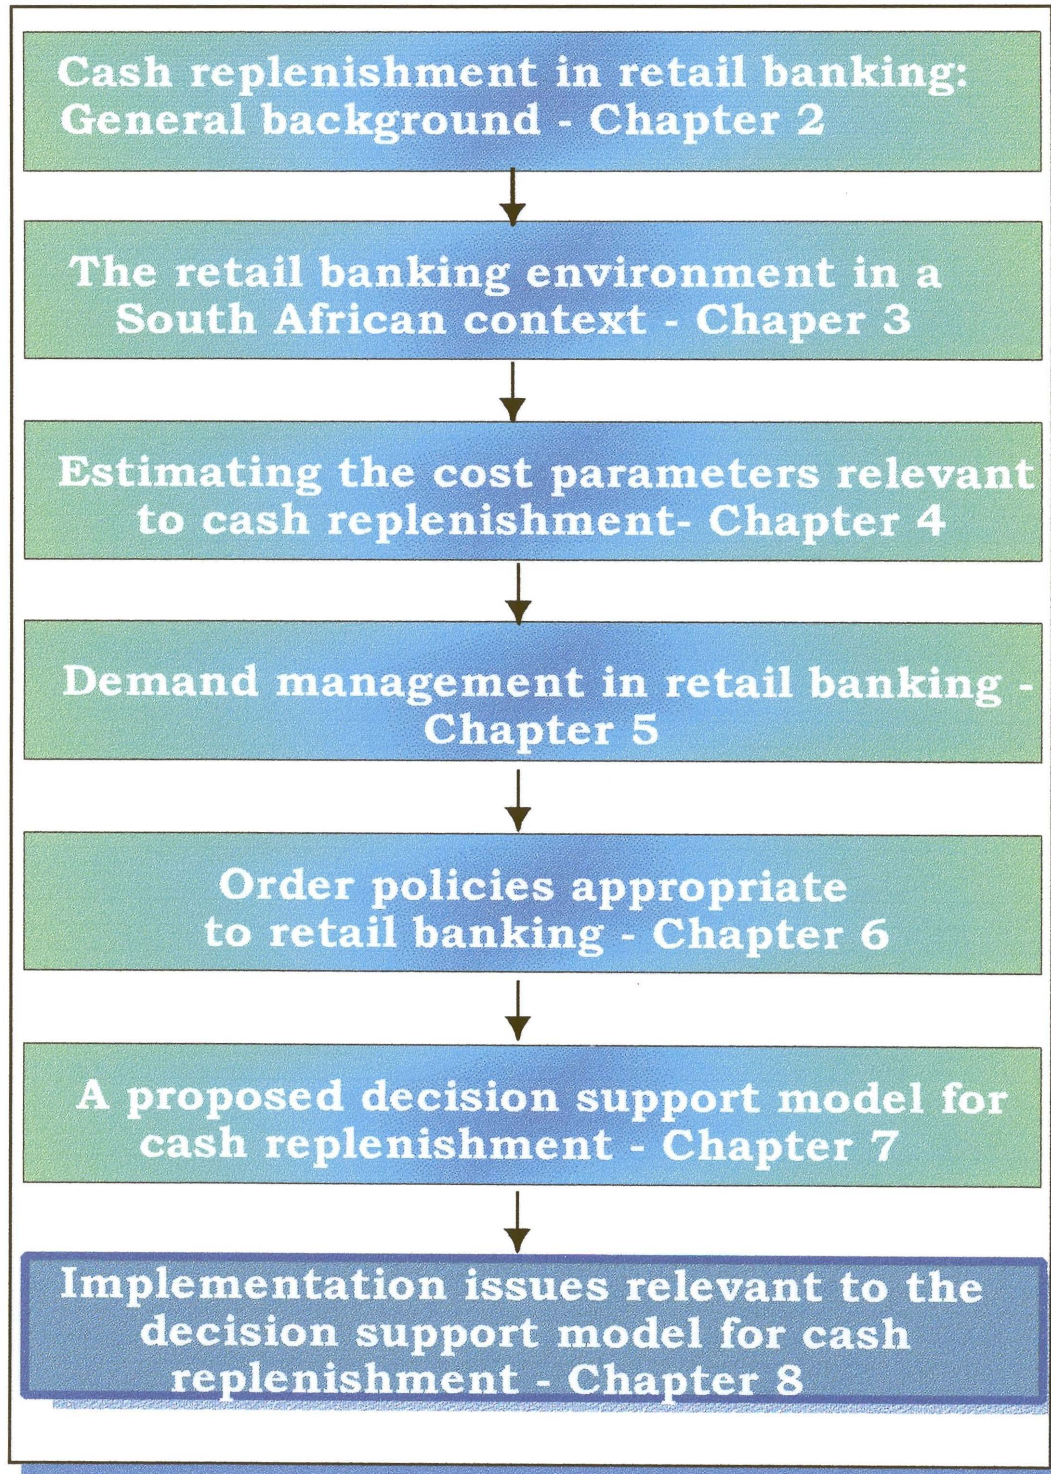 Cash replenishment in retail banking:
General background - Chapter 2
The retail banking environment in a
South African context - Chaper 3
Estimating the cost parameters relevant
to cash replenishment- Chapter 4
Demand management in retail banking -
Chapter 5
Order policies appropriate
to retail banking - Chapter 6
A proposed decision support model for
cash replenishment - Chapter 7
Implementation issues relevant to the
decision support model for cash
replenishment - Chapter 8